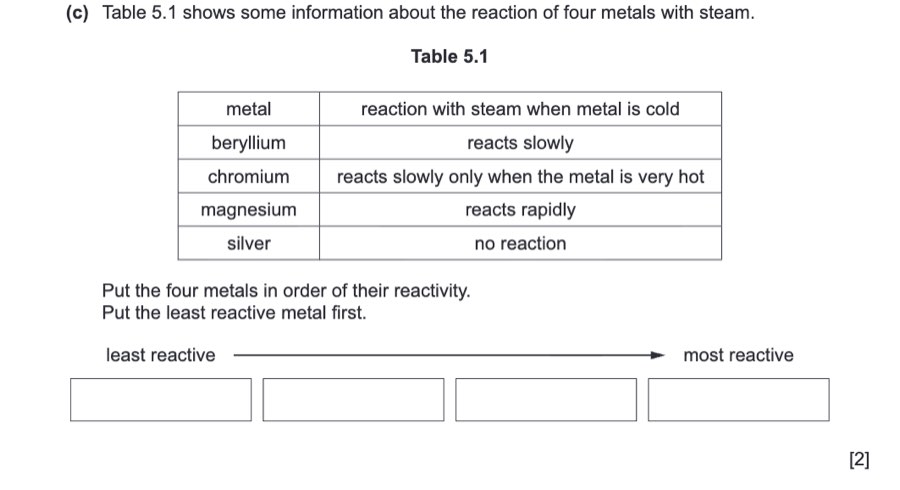 (c) Table 5.1 shows some information about the reaction of four metals with steam.
Table 5.1
metal reaction with steam when metal is cold
beryllium reacts slowly
chromium reacts slowly only when the metal is very hot
magnesium reacts rapidly
silver no reaction
Put the four metals in order of their reactivity.
Put the least reactive metal first.
least reactive most reactive
[2]